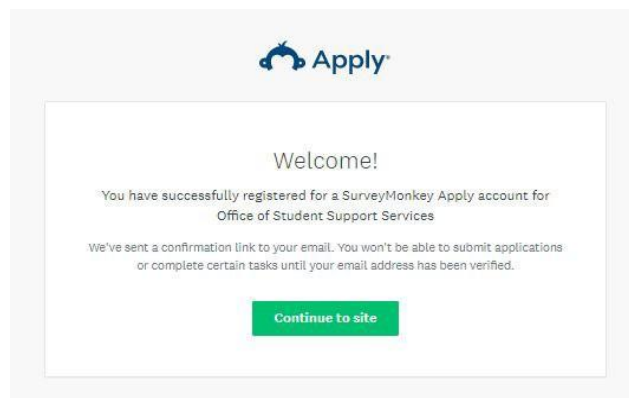 Apply
Welcome!
You have successfully registered for a SurveyMonkey Apply account for
Office of Student Support Services
We've sent a confirmation link to your email. You won't be able to submit applications
or complete certain tasks until your email address has been verified.
Continue to site